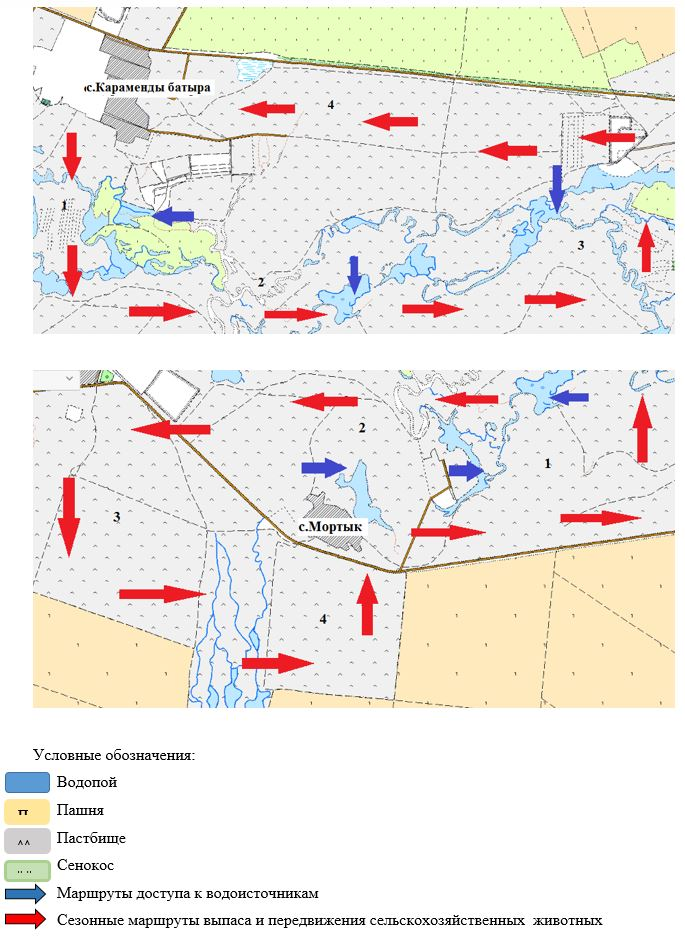 с.Караменды батыра
4
1
3
2
2
1
3
с.Мортык
4
Условные обозначения:
Водопой
Пашня
Пастбище
Сенокос
Маршруты доступа к водоисточникам
Сезонные маршруты выпаса и передвижения сельскохозяйственных животных